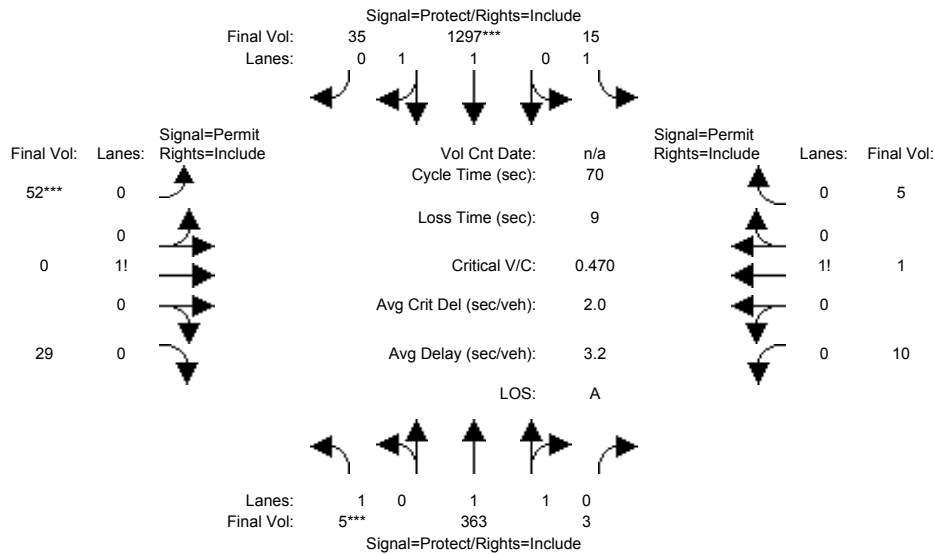 Signal=Protect/Rights=Include
Final Vol: 35 1297*** 15
Lanes: 0 1 1 0 1
Signal=Permit Signal=Permit
Final Vol: Lanes: Rights=Include Vol Cnt Date: n/a Rights=Include Lanes: Final Vol:
Cycle Time (sec): 70
52*** 0 0 5
Loss Time (sec): 9
0 0
0 1! Critical V/C: 0.470 1! 1
0 Avg Crit Del (sec/veh): 2.0 0
29 0 Avg Delay (sec/veh): 3.2 0 10
LOS: A
Lanes: 1 0 1 1 0
Final Vol: 5*** 363 3
Signal=Protect/Rights=Include